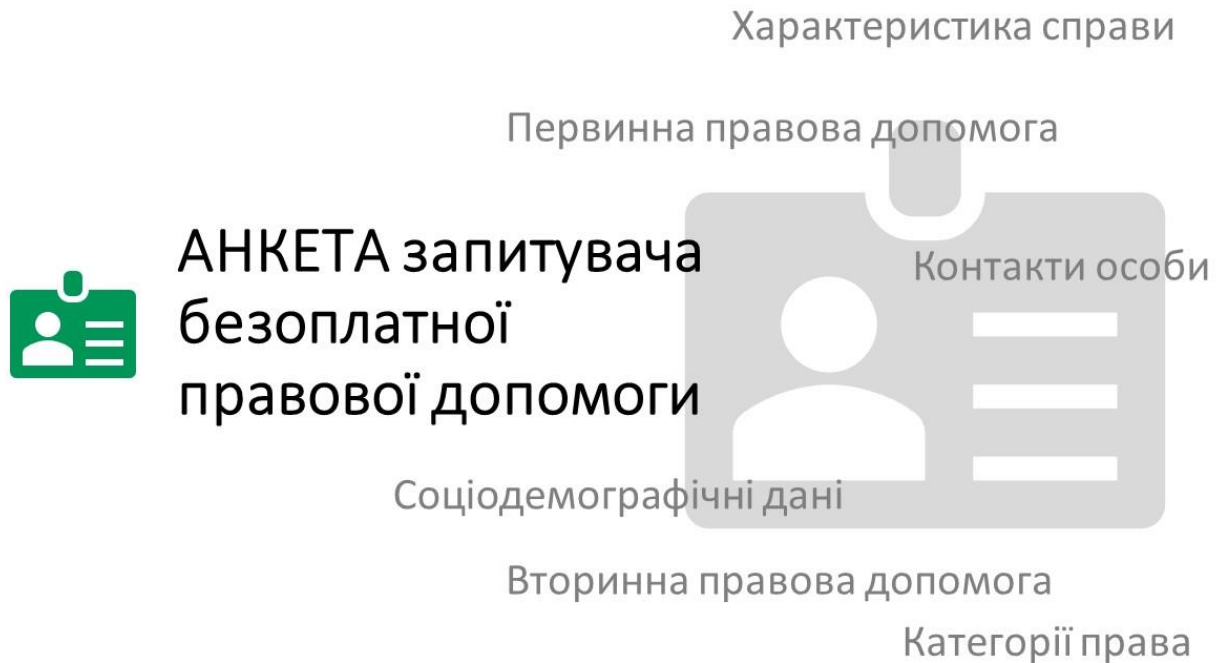 Характеристика справи
Первинна правова допомога
АНКЕТА запитувача
безоплатної
правової допомоги
Контакти особи
Соціодемографічні дані
Вторинна правова допомога
Категорії права